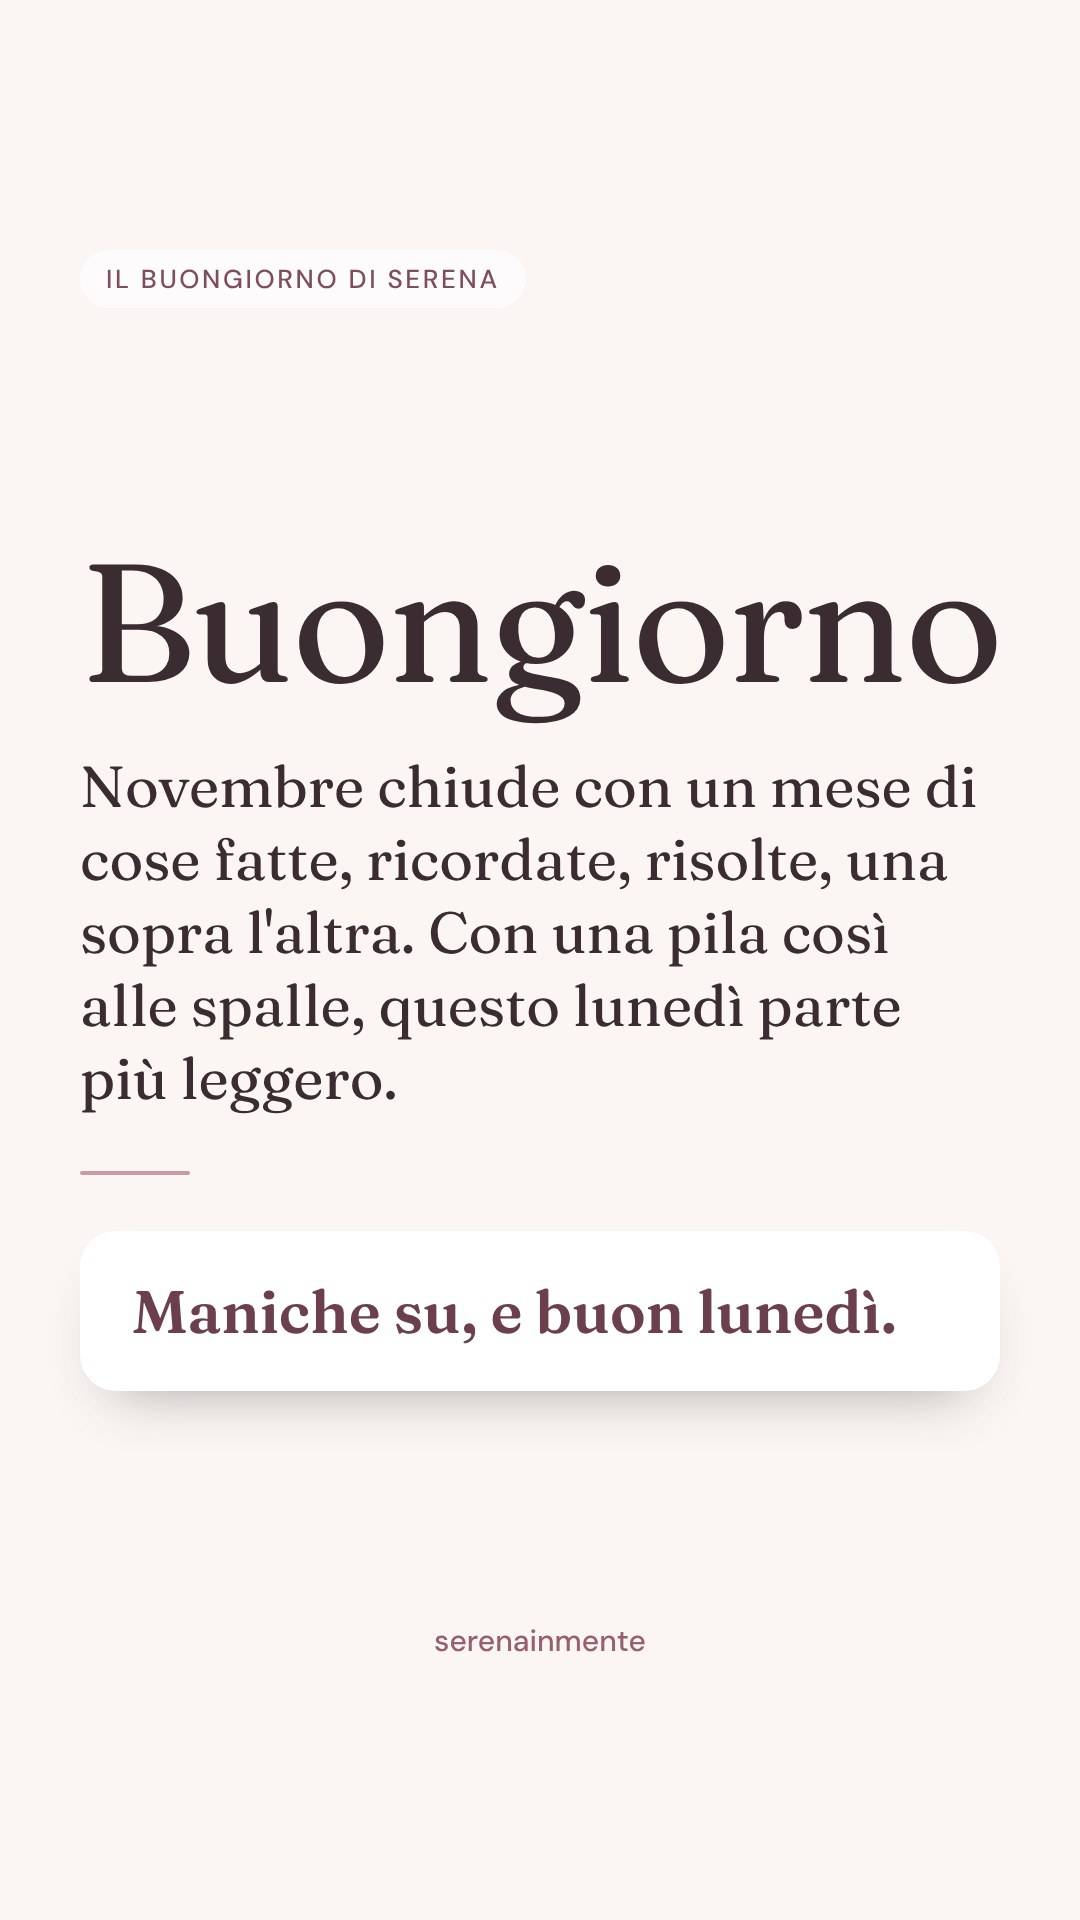 IL BUONGIORNO DI SERENA
Buongiorno
Novembre chiude con un mese di
cose fatte, ricordate, risolte, una
sopra l'altra. Con una pila così
alle spalle, questo lunedì parte
più leggero.
Maniche su, e buon lunedì.
serenainmente